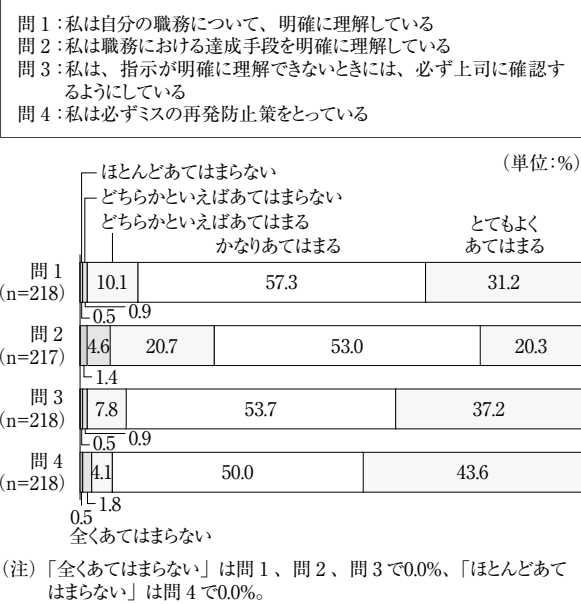 問1：私は自分の職務について、明確に理解している
問2：私は職務における達成手段を明確に理解している
問3：私は、指示が明確に理解できないときには、必ず上司に確認す
るようにしている
問4：私は必ずミスの再発防止策をとっている
（単位：％）
ほとんどあてはまらない
どちらかといえばあてはまらない
どちらかといえばあてはまる
かなりあてはまる
とてもよく
あてはまる
問1
(n=218)
10.1
57.3
31.2
0.5
0.9
問2
(n=217)
4.6
20.7
53.0
20.3
1.4
問3
(n=218)
7.8
53.7
37.2
0.5
0.9
問4
(n=218)
4.1
50.0
43.6
1.8
0.5
全くあてはまらない
（注）「全くあてはまらない」は問1、問2、問3で0.0%、「ほとんどあて
はまらない」は問4で0.0%。